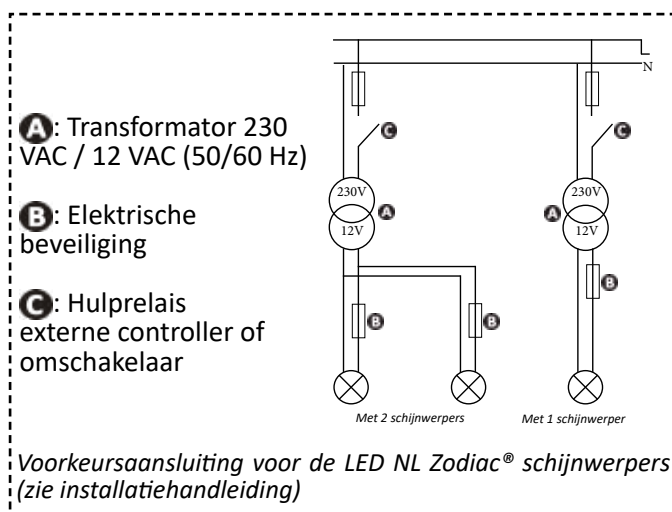 A: Transformator 230
VAC / 12 VAC (50/60 Hz)
B: Elektrische
beveiliging
C: Hulprelais
externe controller of
omschakelaar
L
N
C
C
230V
230V
A
A
12V
12V
B
B
B
Met 2 schijnwerpers
Met 1 schijnwerper
Voorkeursaansluiting voor de LED NL Zodiac® schijnwerpers
(zie installatiehandleiding)